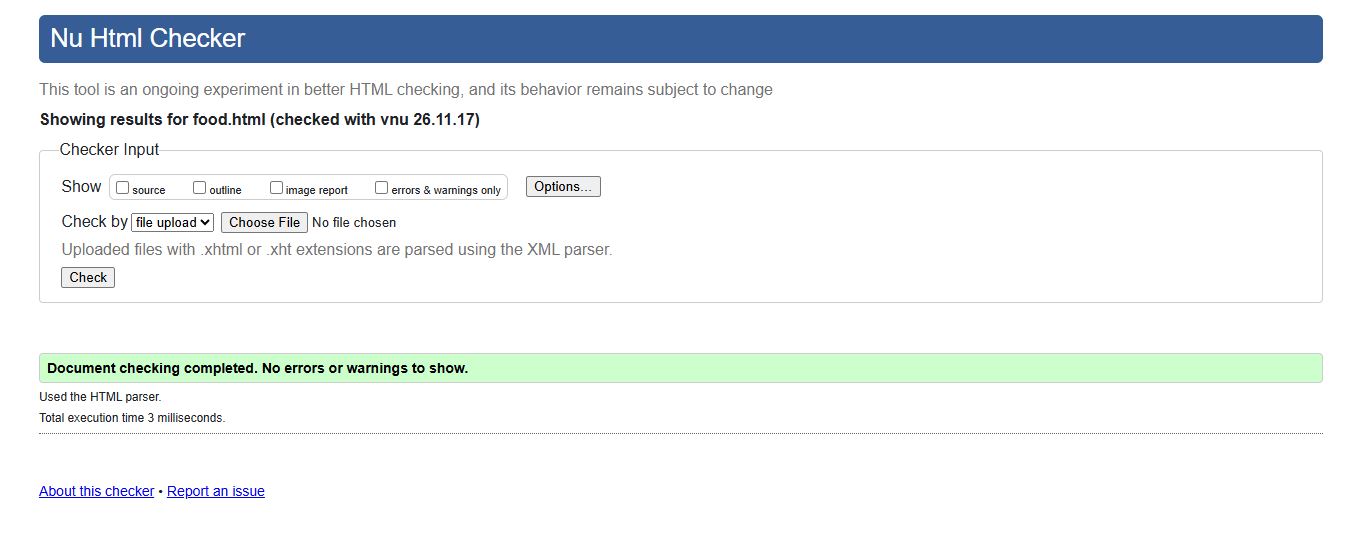 Nu Html Checker
This tool is an ongoing experiment in better HTML checking, and its behavior remains subject to change
Showing results for food.html (checked with vnu 26.11.17)
Checker Input
Show source outline image report errors & warnings only Options...
Check by file upload Choose File No file chosen
Uploaded files with .xhtml or .xht extensions are parsed using the XML parser.
Check
Document checking completed. No errors or warnings to show.
Used the HTML parser.
Total execution time 3 milliseconds.
About this checker • Report an issue